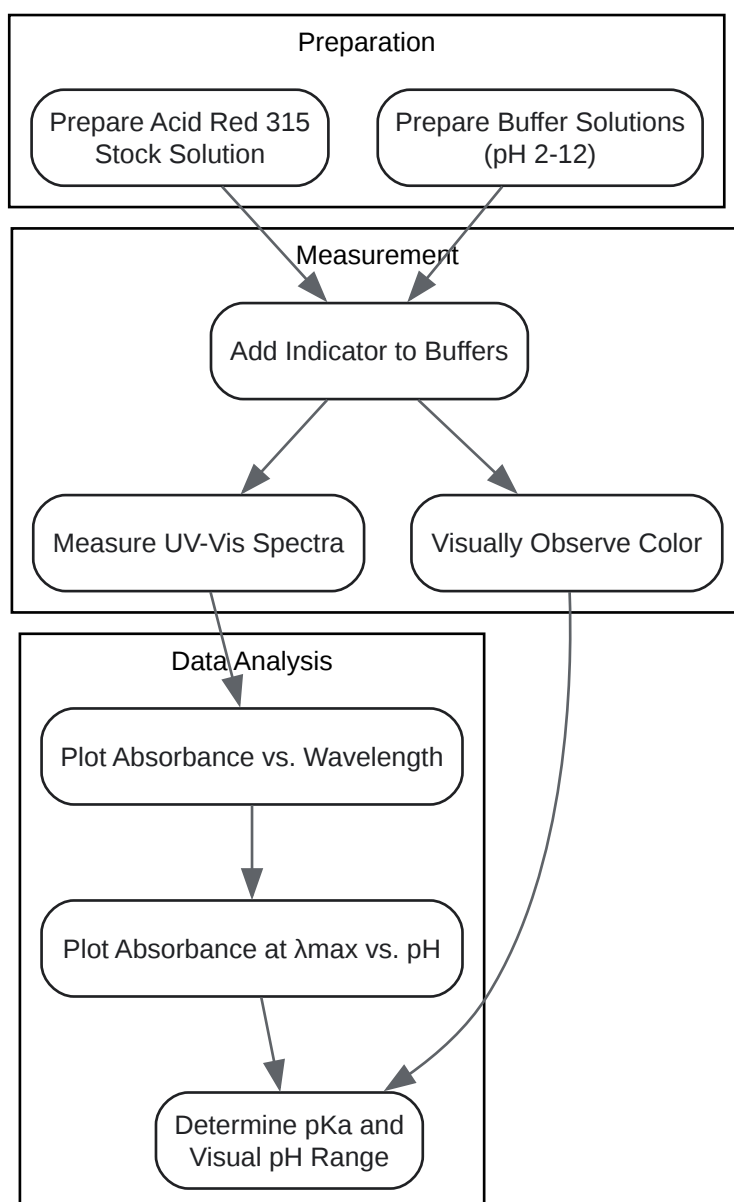 Preparation
Prepare Acid Red 315
Stock Solution
Prepare Buffer Solutions
(pH 2-12)
Measurement
Add Indicator to Buffers
Measure UV-Vis Spectra
Visually Observe Color
Data Analysis
Plot Absorbance vs. Wavelength
Plot Absorbance at λmax vs. pH
Determine pKa and
Visual pH Range